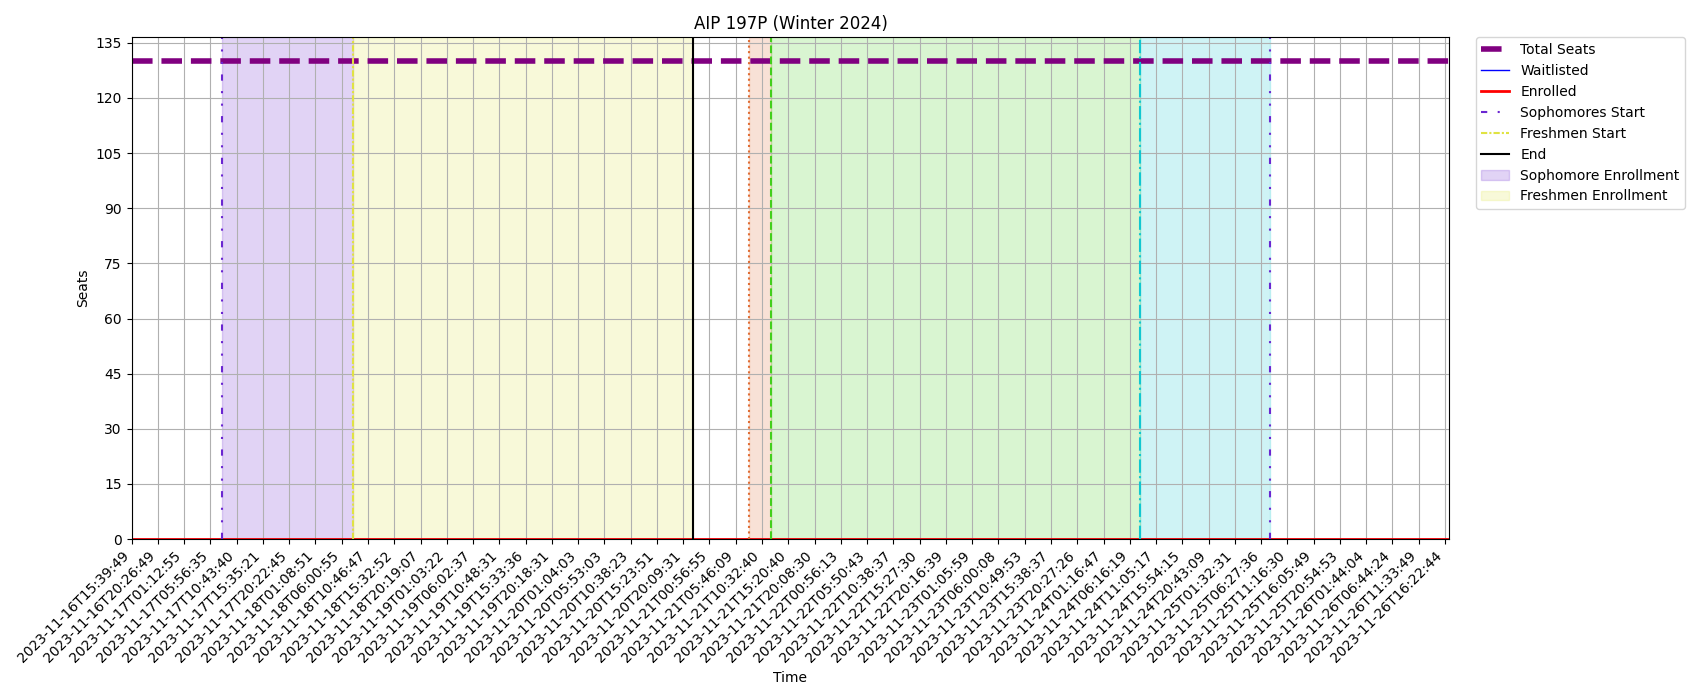 AIP 197P (Winter 2024)
135
120
105
90
75
60
45
30
15
0
Seats
2023-11-16T15:39:49
2023-11-16T20:26:49
2023-11-17T01:12:55
2023-11-17T05:56:35
2023-11-17T10:43:40
2023-11-17T15:35:21
2023-11-17T20:22:45
2023-11-18T01:08:51
2023-11-18T06:00:55
2023-11-18T10:46:47
2023-11-18T15:32:52
2023-11-18T20:19:07
2023-11-19T01:03:22
2023-11-19T06:02:37
2023-11-19T10:48:31
2023-11-19T15:33:36
2023-11-19T20:18:31
2023-11-20T01:04:03
2023-11-20T05:53:03
2023-11-20T10:38:23
2023-11-20T15:23:51
2023-11-20T20:09:31
2023-11-21T00:56:55
2023-11-21T05:46:09
2023-11-21T10:32:40
2023-11-21T15:20:40
2023-11-21T20:08:30
2023-11-22T00:56:13
2023-11-22T05:50:43
2023-11-22T10:38:37
2023-11-22T15:27:30
2023-11-22T20:16:39
2023-11-23T01:05:59
2023-11-23T06:00:08
2023-11-23T10:49:53
2023-11-23T15:38:37
2023-11-23T20:27:26
2023-11-24T01:16:47
2023-11-24T06:16:19
2023-11-24T11:05:17
2023-11-24T15:54:15
2023-11-24T20:43:09
2023-11-25T01:32:31
2023-11-25T06:27:36
2023-11-25T11:16:30
2023-11-25T16:05:49
2023-11-25T20:54:53
2023-11-26T01:44:04
2023-11-26T06:44:24
2023-11-26T11:33:49
2023-11-26T16:22:44
Time
Total Seats
Waitlisted
Enrolled
Sophomores Start
Freshmen Start
End
Sophomore Enrollment
Freshmen Enrollment